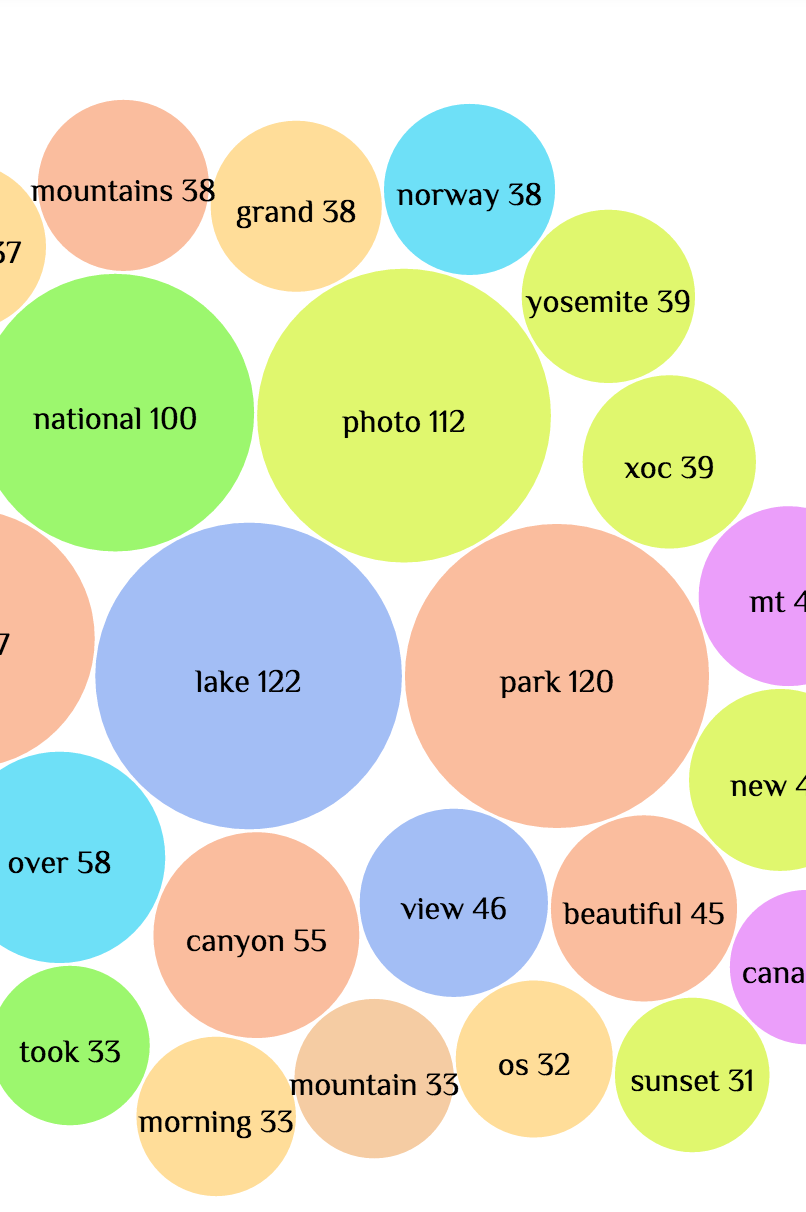 mountains 38
norway 38
grand 38
37
yosemite 39
national 100
photo 112
xoc 39
mt 4
7
lake 122
park 120
new 4
over 58
view 46
beautiful 45
canyon 55
cana
took 33
os 32
sunset 31
mountain 33
morning 33